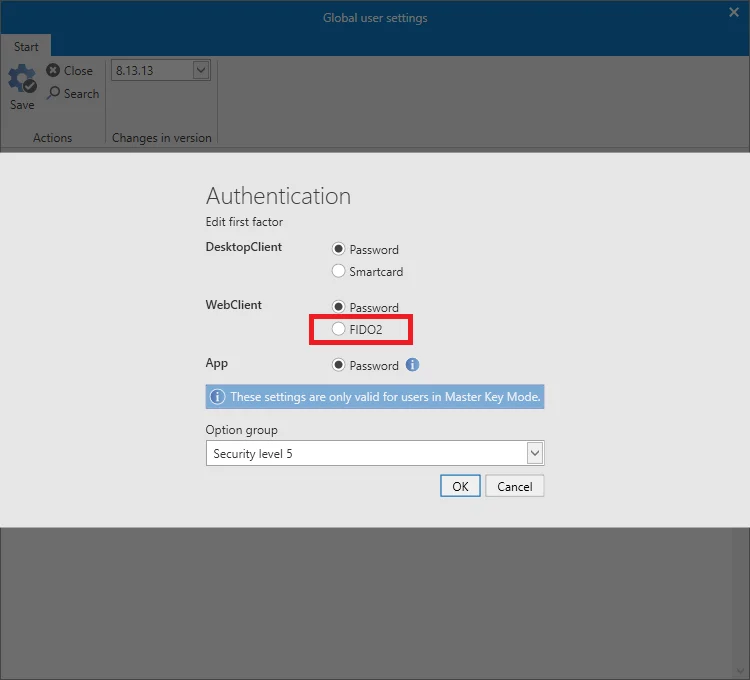 Global user settings
Start
Close
8.13.13
Search
Save
Actions
Changes in version
Authentication
Edit first factor
DesktopClient
Password
Smartcard
WebClient
Password
FIDO2
App
Password
These settings are only valid for users in Master Key Mode.
Option group
Security level 5
OK
Cancel